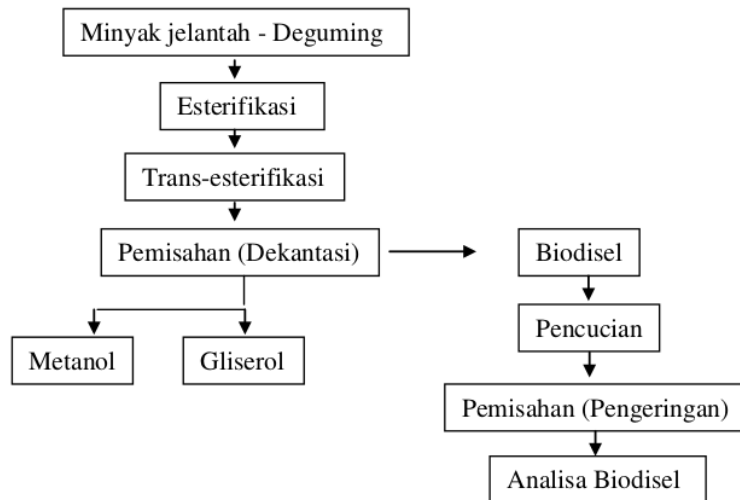 Minyak jelantah - Deguming
Esterifikasi
Trans-esterifikasi
Pemisahan (Dekantasi)
Biodisel
Metanol
Gliserol
Pencucian
Pemisahan (Pengeringan)
Analisa Biodisel